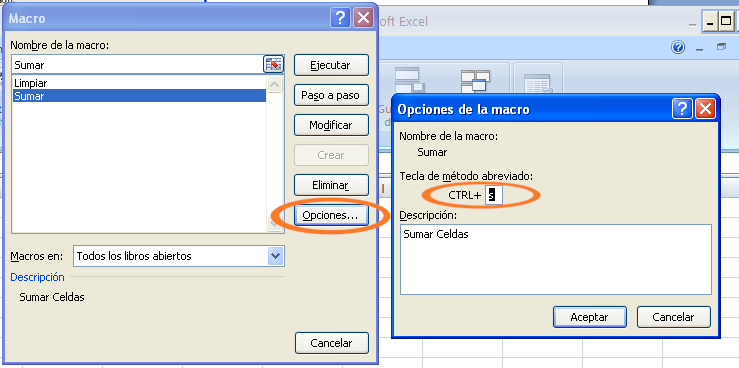 Macro
Nombre de la macro:
Sumar
Limpiar
Sumar
Ejecutar
Paso a paso
Modificar
Crear
Eliminar
Opciones...
Macros en:
Todos los libros abiertos
Descripción
Sumar Celdas
Cancelar
soft Excel
Gu
d
I
Opciones de la macro
Nombre de la macro:
Sumar
Tecla de método abreviado:
CTRL+ s
Descripción:
Sumar Celdas
Aceptar
Cancelar